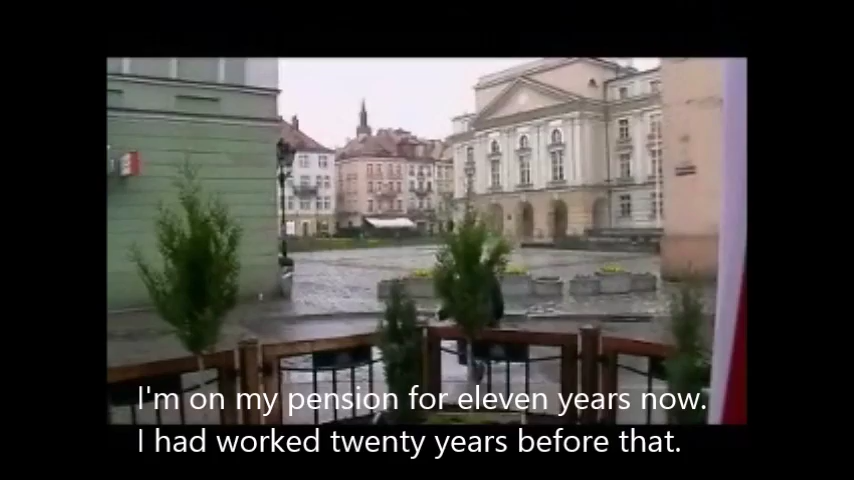 I'm on my pension for eleven years now.
I had worked twenty years before that.